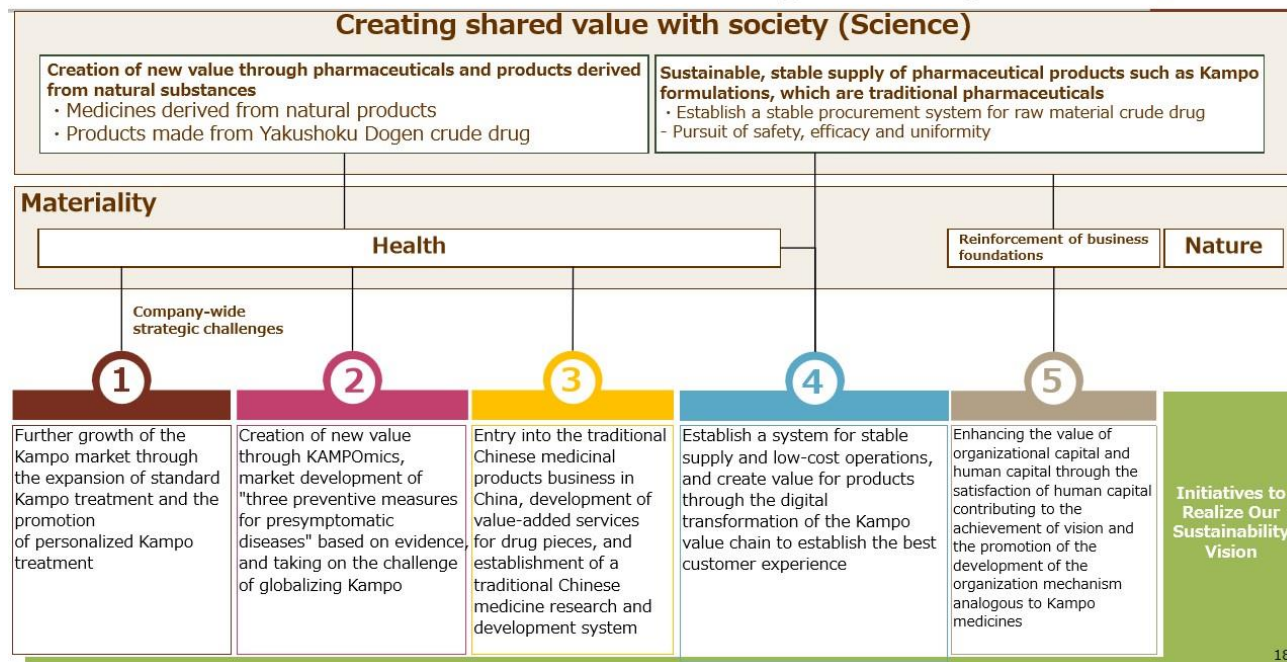 Creating shared value with society (Science)
Creation of new value through pharmaceuticals and products derived
from natural substances
・Medicines derived from natural products
・Products made from Yakushoku Dogen crude drug
Sustainable, stable supply of pharmaceutical products such as Kampo
formulations, which are traditional pharmaceuticals
・Establish a stable procurement system for raw material crude drug
- Pursuit of safety, efficacy and uniformity
Materiality
Health
Reinforcement of business
foundations
Nature
Company-wide
strategic challenges
1
2
3
4
5
Further growth of the
Kampo market through
the expansion of standard
Kampo treatment and the
promotion
of personalized Kampo
treatment
Creation of new value
through KAMPOmics,
market development of
"three preventive measures
for presymptomatic
diseases" based on evidence,
and taking on the challenge
of globalizing Kampo
Entry into the traditional
Chinese medicinal
products business in
China, development of
value-added services
for drug pieces, and
establishment of a
traditional Chinese
medicine research and
development system
Establish a system for stable
supply and low-cost operations,
and create value for products
through the digital
transformation of the Kampo
value chain to establish the best
customer experience
Enhancing the value of
organizational capital and
human capital through the
satisfaction of human capital
contributing to the
achievement of vision and
the promotion of the
development of the
organization mechanism
analogous to Kampo
medicines
Initiatives to
Realize Our
Sustainability
Vision